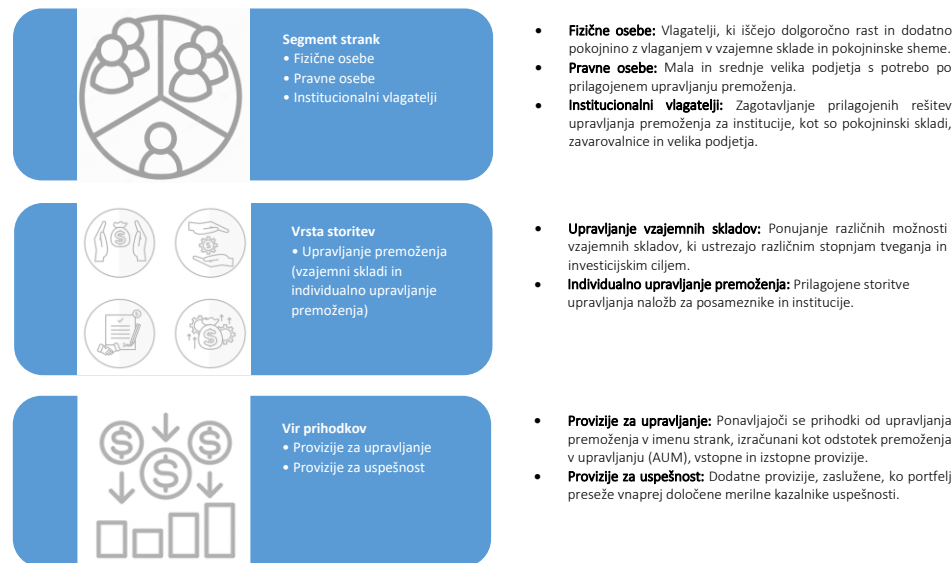 Segment strank
• Fizične osebe
• Pravne osebe
• Institucionalni vlagatelji
• Fizične osebe: Vlagatelji, ki iščejo dolgoročno rast in dodatno
pokojnino z vlaganjem v vzajemne sklade in pokojninske sheme.
• Pravne osebe: Mala in srednje velika podjetja s potrebo po
prilagojenem upravljanju premoženja.
• Institucionalni vlagatelji: Zagotavljanje prilagojenih rešitev
upravljanja premoženja za institucije, kot so pokojninski skladi,
zavarovalnice in velika podjetja.
Vrsta storitev
• Upravljanje premoženja
(vzajemni skladi in
individualno upravljanje
premoženja)
• Upravljanje vzajemnih skladov: Ponujanje različnih možnosti
vzajemnih skladov, ki ustrezajo različnim stopnjam tveganja in
investicijskim ciljem.
• Individualno upravljanje premoženja: Prilagojene storitve
upravljanja naložb za posameznike in institucije.
Vir prihodkov
• Provizije za upravljanje
• Provizije za uspešnost
• Provizije za upravljanje: Ponavljajoči se prihodki od upravljanja
premoženja v imenu strank, izračunani kot odstotek premoženja
v upravljanju (AUM), vstopne in izstopne provizije.
• Provizije za uspešnost: Dodatne provizije, zaslužene, ko portfelj
preseže vnaprej določene merilne kazalnike uspešnosti.